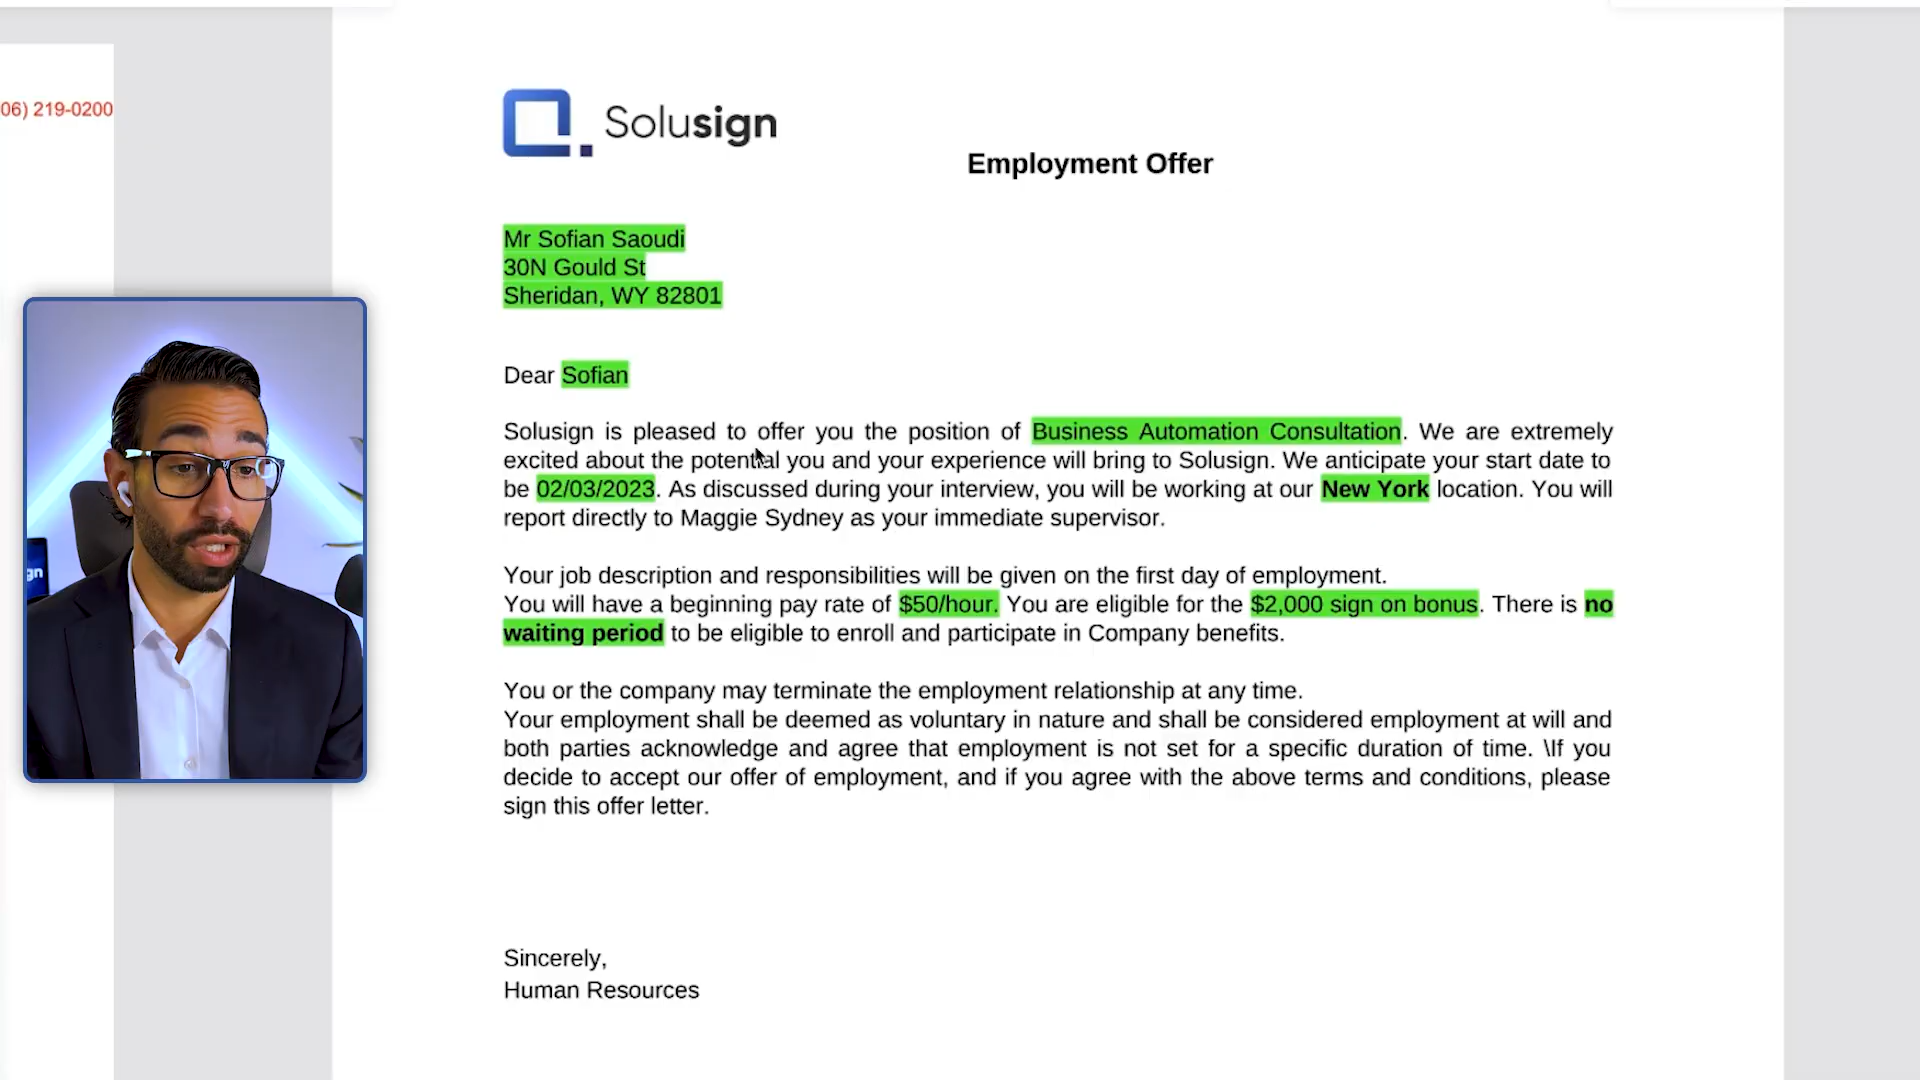 06) 219-0200
Solusign
Employment Offer
Mr Sofian Saoudi
30N Gould St
Sheridan, WY 82801
Dear Sofian
Solusign is pleased to offer you the position of Business Automation Consultation. We are extremely
excited about the potential you and your experience will bring to Solusign. We anticipate your start date to
be 02/03/2023. As discussed during your interview, you will be working at our New York location. You will
report directly to Maggie Sydney as your immediate supervisor.
Your job description and responsibilities will be given on the first day of employment.
You will have a beginning pay rate of $50/hour. You are eligible for the $2,000 sign on bonus. There is no
waiting period to be eligible to enroll and participate in Company benefits.
You or the company may terminate the employment relationship at any time.
Your employment shall be deemed as voluntary in nature and shall be considered employment at will and
both parties acknowledge and agree that employment is not set for a specific duration of time. \If you
decide to accept our offer of employment, and if you agree with the above terms and conditions, please
sign this offer letter.
Sincerely,
Human Resources
gn